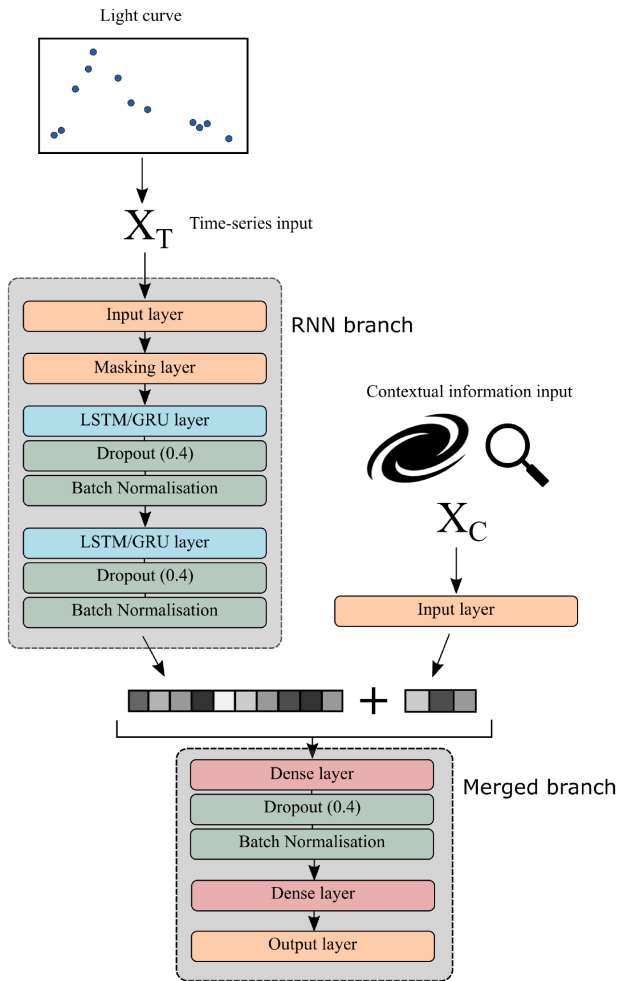 Light curve
X_T
Time-series input
Input layer
RNN branch
Masking layer
LSTM/GRU layer
Dropout (0.4)
Batch Normalisation
LSTM/GRU layer
Dropout (0.4)
Batch Normalisation
Contextual information input
X_C
Input layer
+
Dense layer
Merged branch
Dropout (0.4)
Batch Normalisation
Dense layer
Output layer